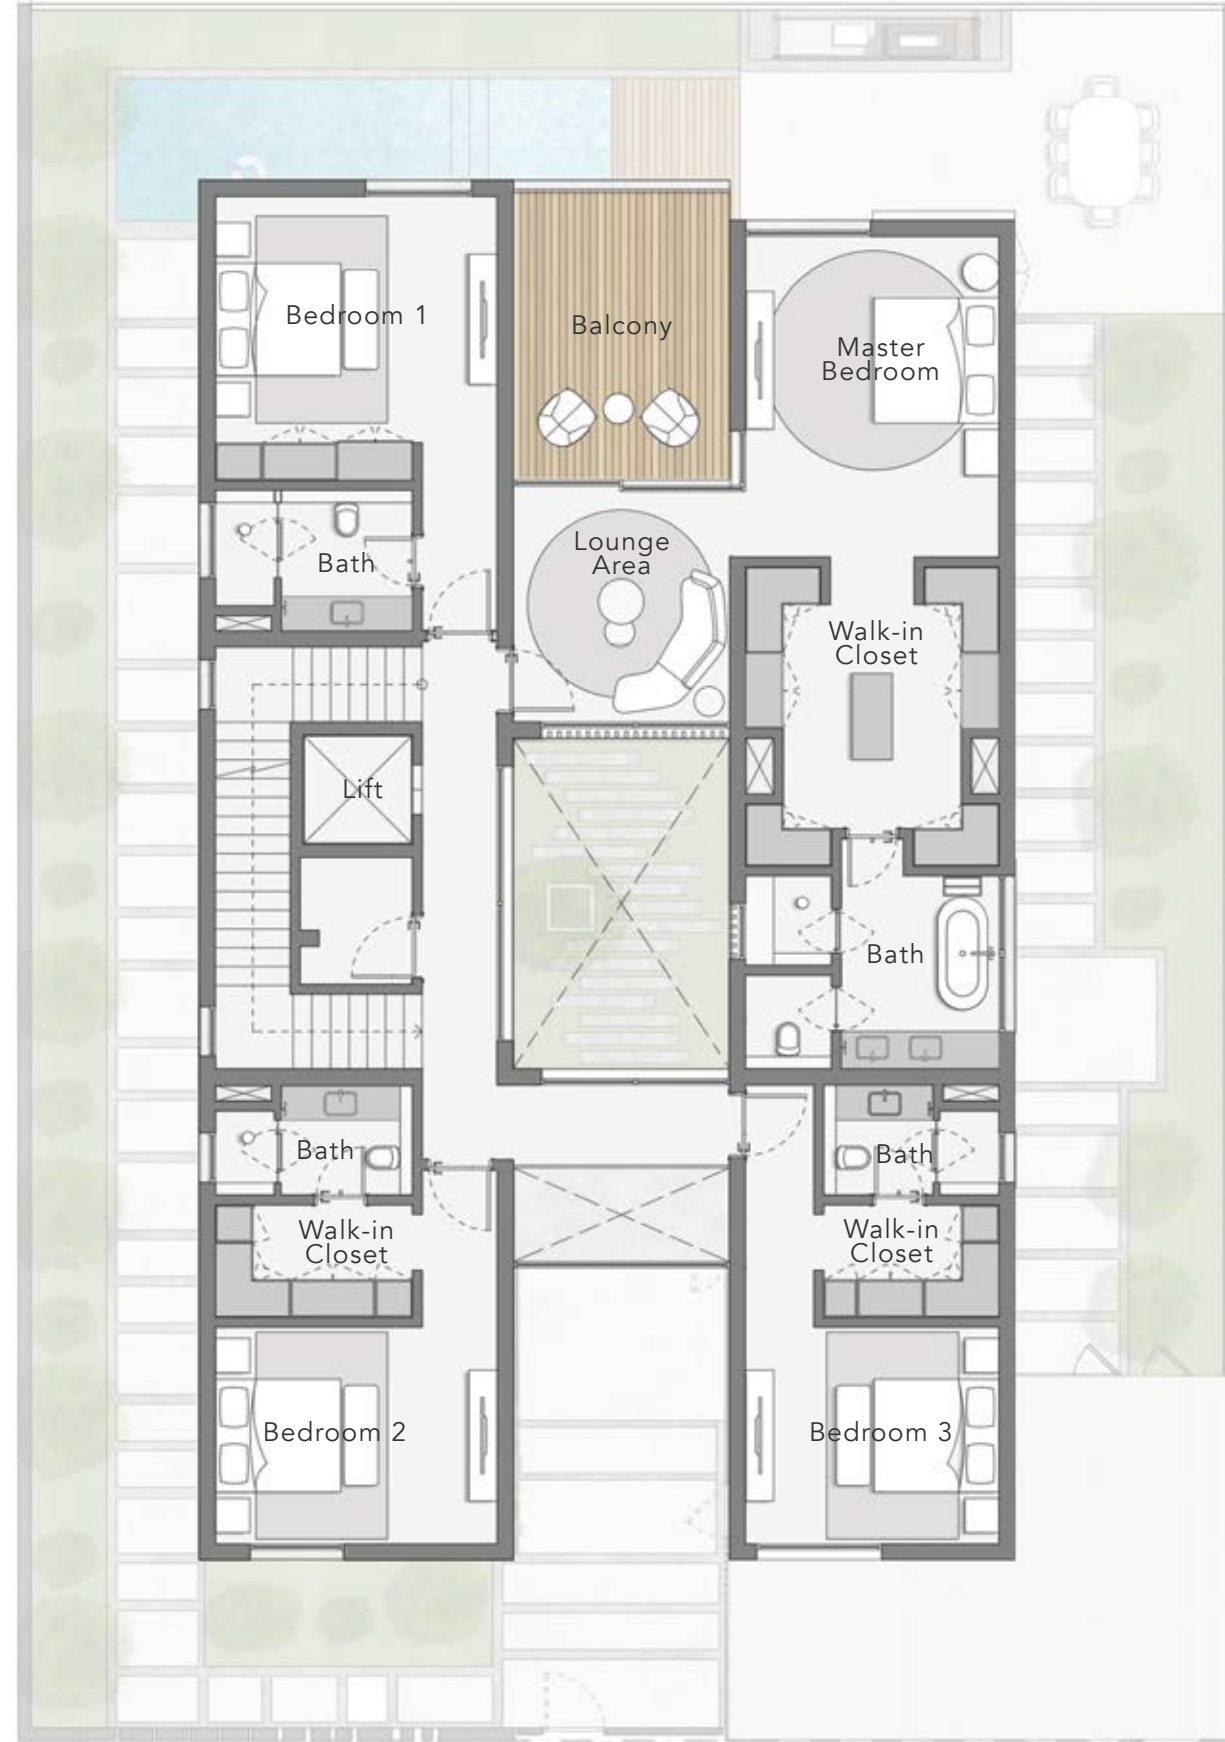 Bedroom 1
Balcony
Master
Bedroom
Lounge
Area
Bath
Walk-in
Closet
Lift
Bath
Bath
Bath
Walk-in
Closet
Walk-in
Closet
Bedroom 2
Bedroom 3